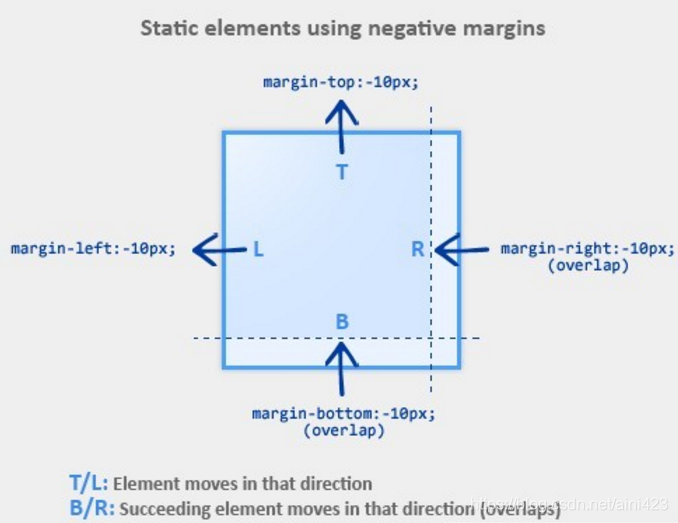 Static elements using negative margins
margin-top:-10px;
T
margin-left:-10px;
L
R
margin-right:-10px;
(overlap)
B
margin-bottom:-10px;
(overlap)
T/L: Element moves in that direction
B/R: Succeeding element moves in that direction (overlaps)
https://blog.csdn.net/aini423